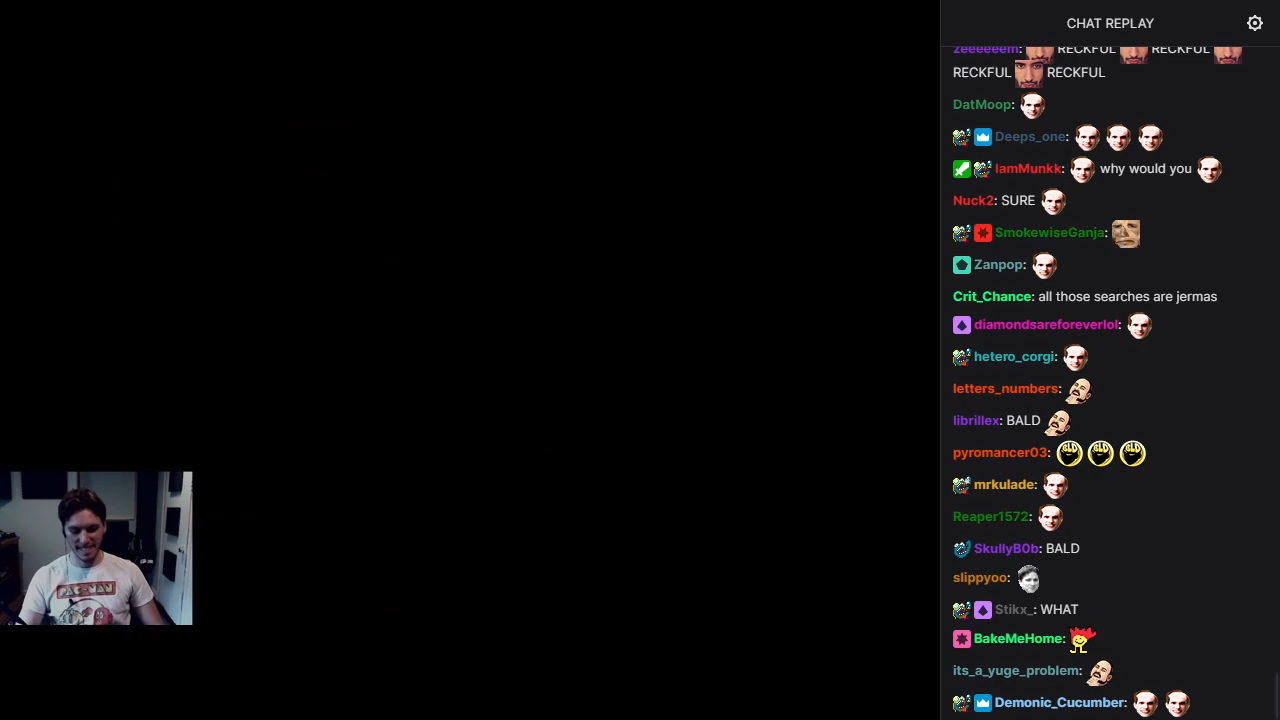 CHAT REPLAY
zeeeeeem: RECKFUL RECKFUL
RECKFUL RECKFUL
DatMoop:
Deeps_one:
IamMunkk: why would you
Nuck2: SURE
SmokewiseGanja:
Zanpop:
Crit_Chance: all those searches are jermas
diamondsareforeverlol:
hetero_corgi:
letters_numbers:
librillex: BALD
pyromancer03:
mrkulade:
Reaper1572:
SkullyB0b: BALD
slippyoo:
Stikx_: WHAT
BakeMeHome:
its_a_yuge_problem:
Demonic_Cucumber:
PAC-MAN